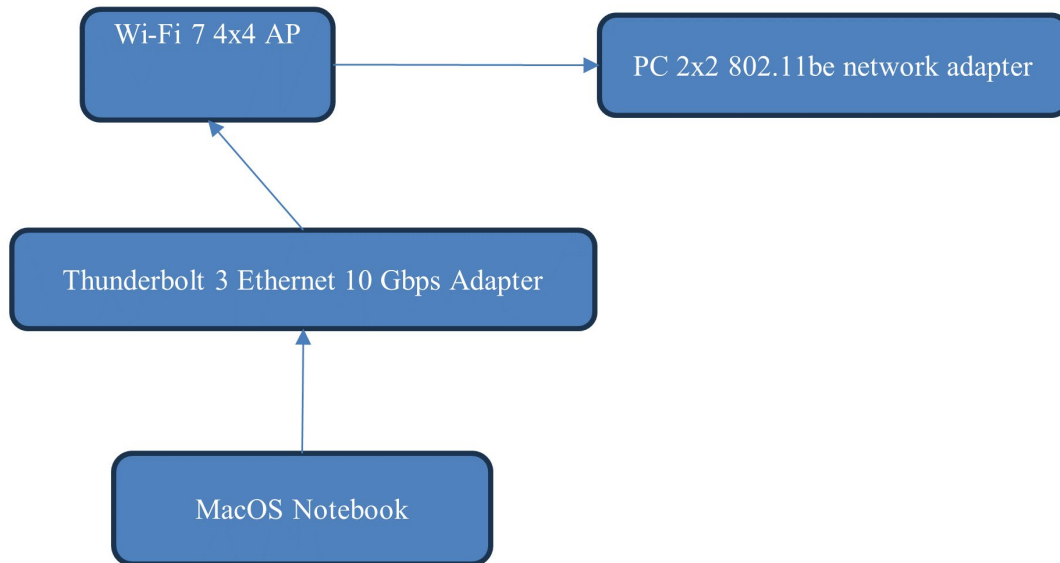 Wi-Fi 7 4x4 AP
PC 2x2 802.11be network adapter
Thunderbolt 3 Ethernet 10 Gbps Adapter
MacOS Notebook